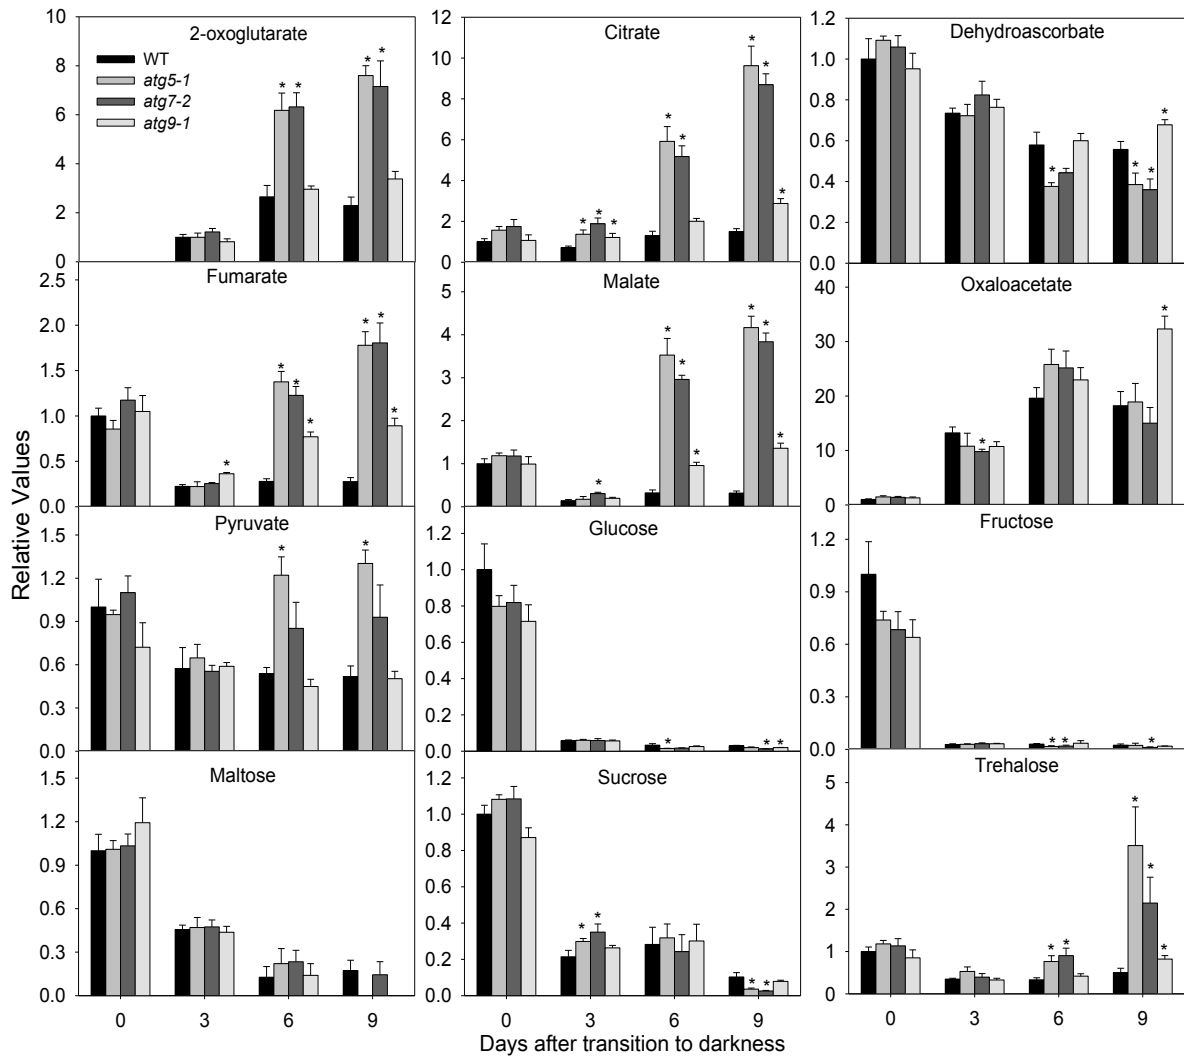 2-oxoglutarate
10
8
6
4
2
0
WT
atg5-1
atg7-2
atg9-1
* * * *
Citrate
12
10
8
6
4
2
0
* * * * * * * *
Dehydroascorbate
1.2
1.0
0.8
0.6
0.4
0.2
0.0
* * * *
Fumarate
2.5
2.0
1.5
1.0
0.5
0.0
* * * * * * *
Malate
5
4
3
2
1
0
* * * * * * *
Oxaloacetate
40
30
20
10
0
* *
Pyruvate
1.5
1.2
0.9
0.6
0.3
0.0
* *
Glucose
1.2
1.0
0.8
0.6
0.4
0.2
0.0
* * *
Fructose
1.2
0.9
0.6
0.3
0.0
* * *
Maltose
1.5
1.2
0.9
0.6
0.3
0.0
0 3 6 9
Sucrose
1.2
1.0
0.8
0.6
0.4
0.2
0.0
* * * *
0 3 6 9
Trehalose
5
4
3
2
1
0
* * * * *
0 3 6 9
Relative Values
Days after transition to darkness